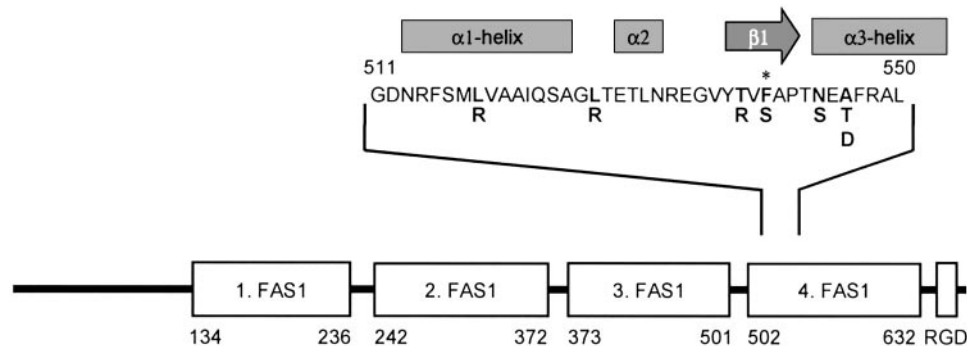 α1-helix α2 β1 α3-helix
511 * 550
GDNRFSMLVAAIQSAGLTETLNREGVYTVFAPTNEAFRAL
R R R S S T
D
1. FAS1 2. FAS1 3. FAS1 4. FAS1
134 236 242 372 373 501 502 632 RGD